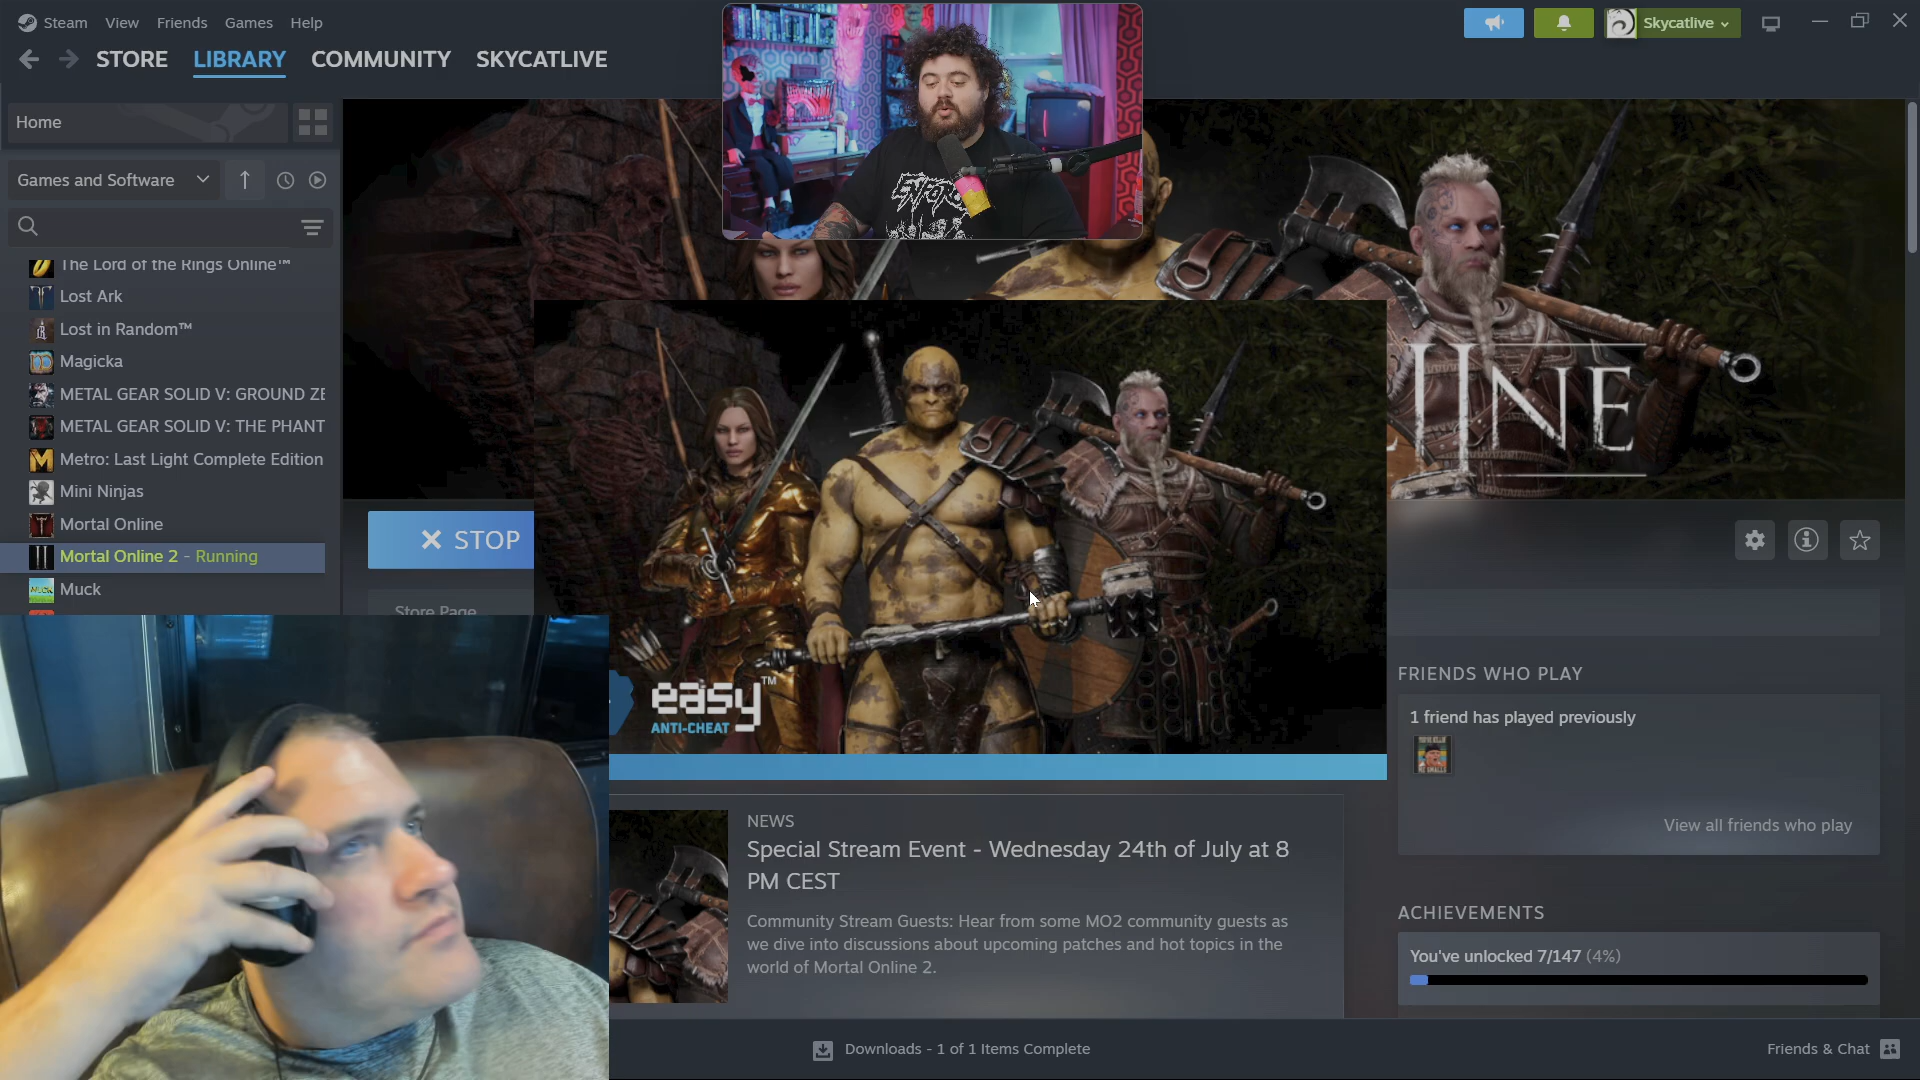 Steam View Friends Games Help
Skycatlive
STORE LIBRARY COMMUNITY SKYCATLIVE
Home
Games and Software
The Lord of the Rings Online™
Lost Ark
Lost in Random™
Magicka
METAL GEAR SOLID V: GROUND ZE
METAL GEAR SOLID V: THE PHANT
Metro: Last Light Complete Edition
Mini Ninjas
Mortal Online
Mortal Online 2 - Running
Muck
STOP
Store Page
INE
easy™
ANTI-CHEAT
FRIENDS WHO PLAY
1 friend has played previously
View all friends who play
NEWS
Special Stream Event - Wednesday 24th of July at 8
PM CEST
Community Stream Guests: Hear from some MO2 community guests as
we dive into discussions about upcoming patches and hot topics in the
world of Mortal Online 2.
ACHIEVEMENTS
You've unlocked 7/147 (4%)
Downloads - 1 of 1 Items Complete
Friends & Chat